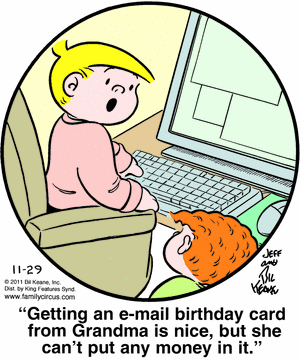 JEFF
AND
BIL
KEANE
11-29
© 2011 Bil Keane, Inc.
Dist. by King Features Synd.
www.familycircus.com
“Getting an e-mail birthday card
from Grandma is nice, but she
can’t put any money in it.”